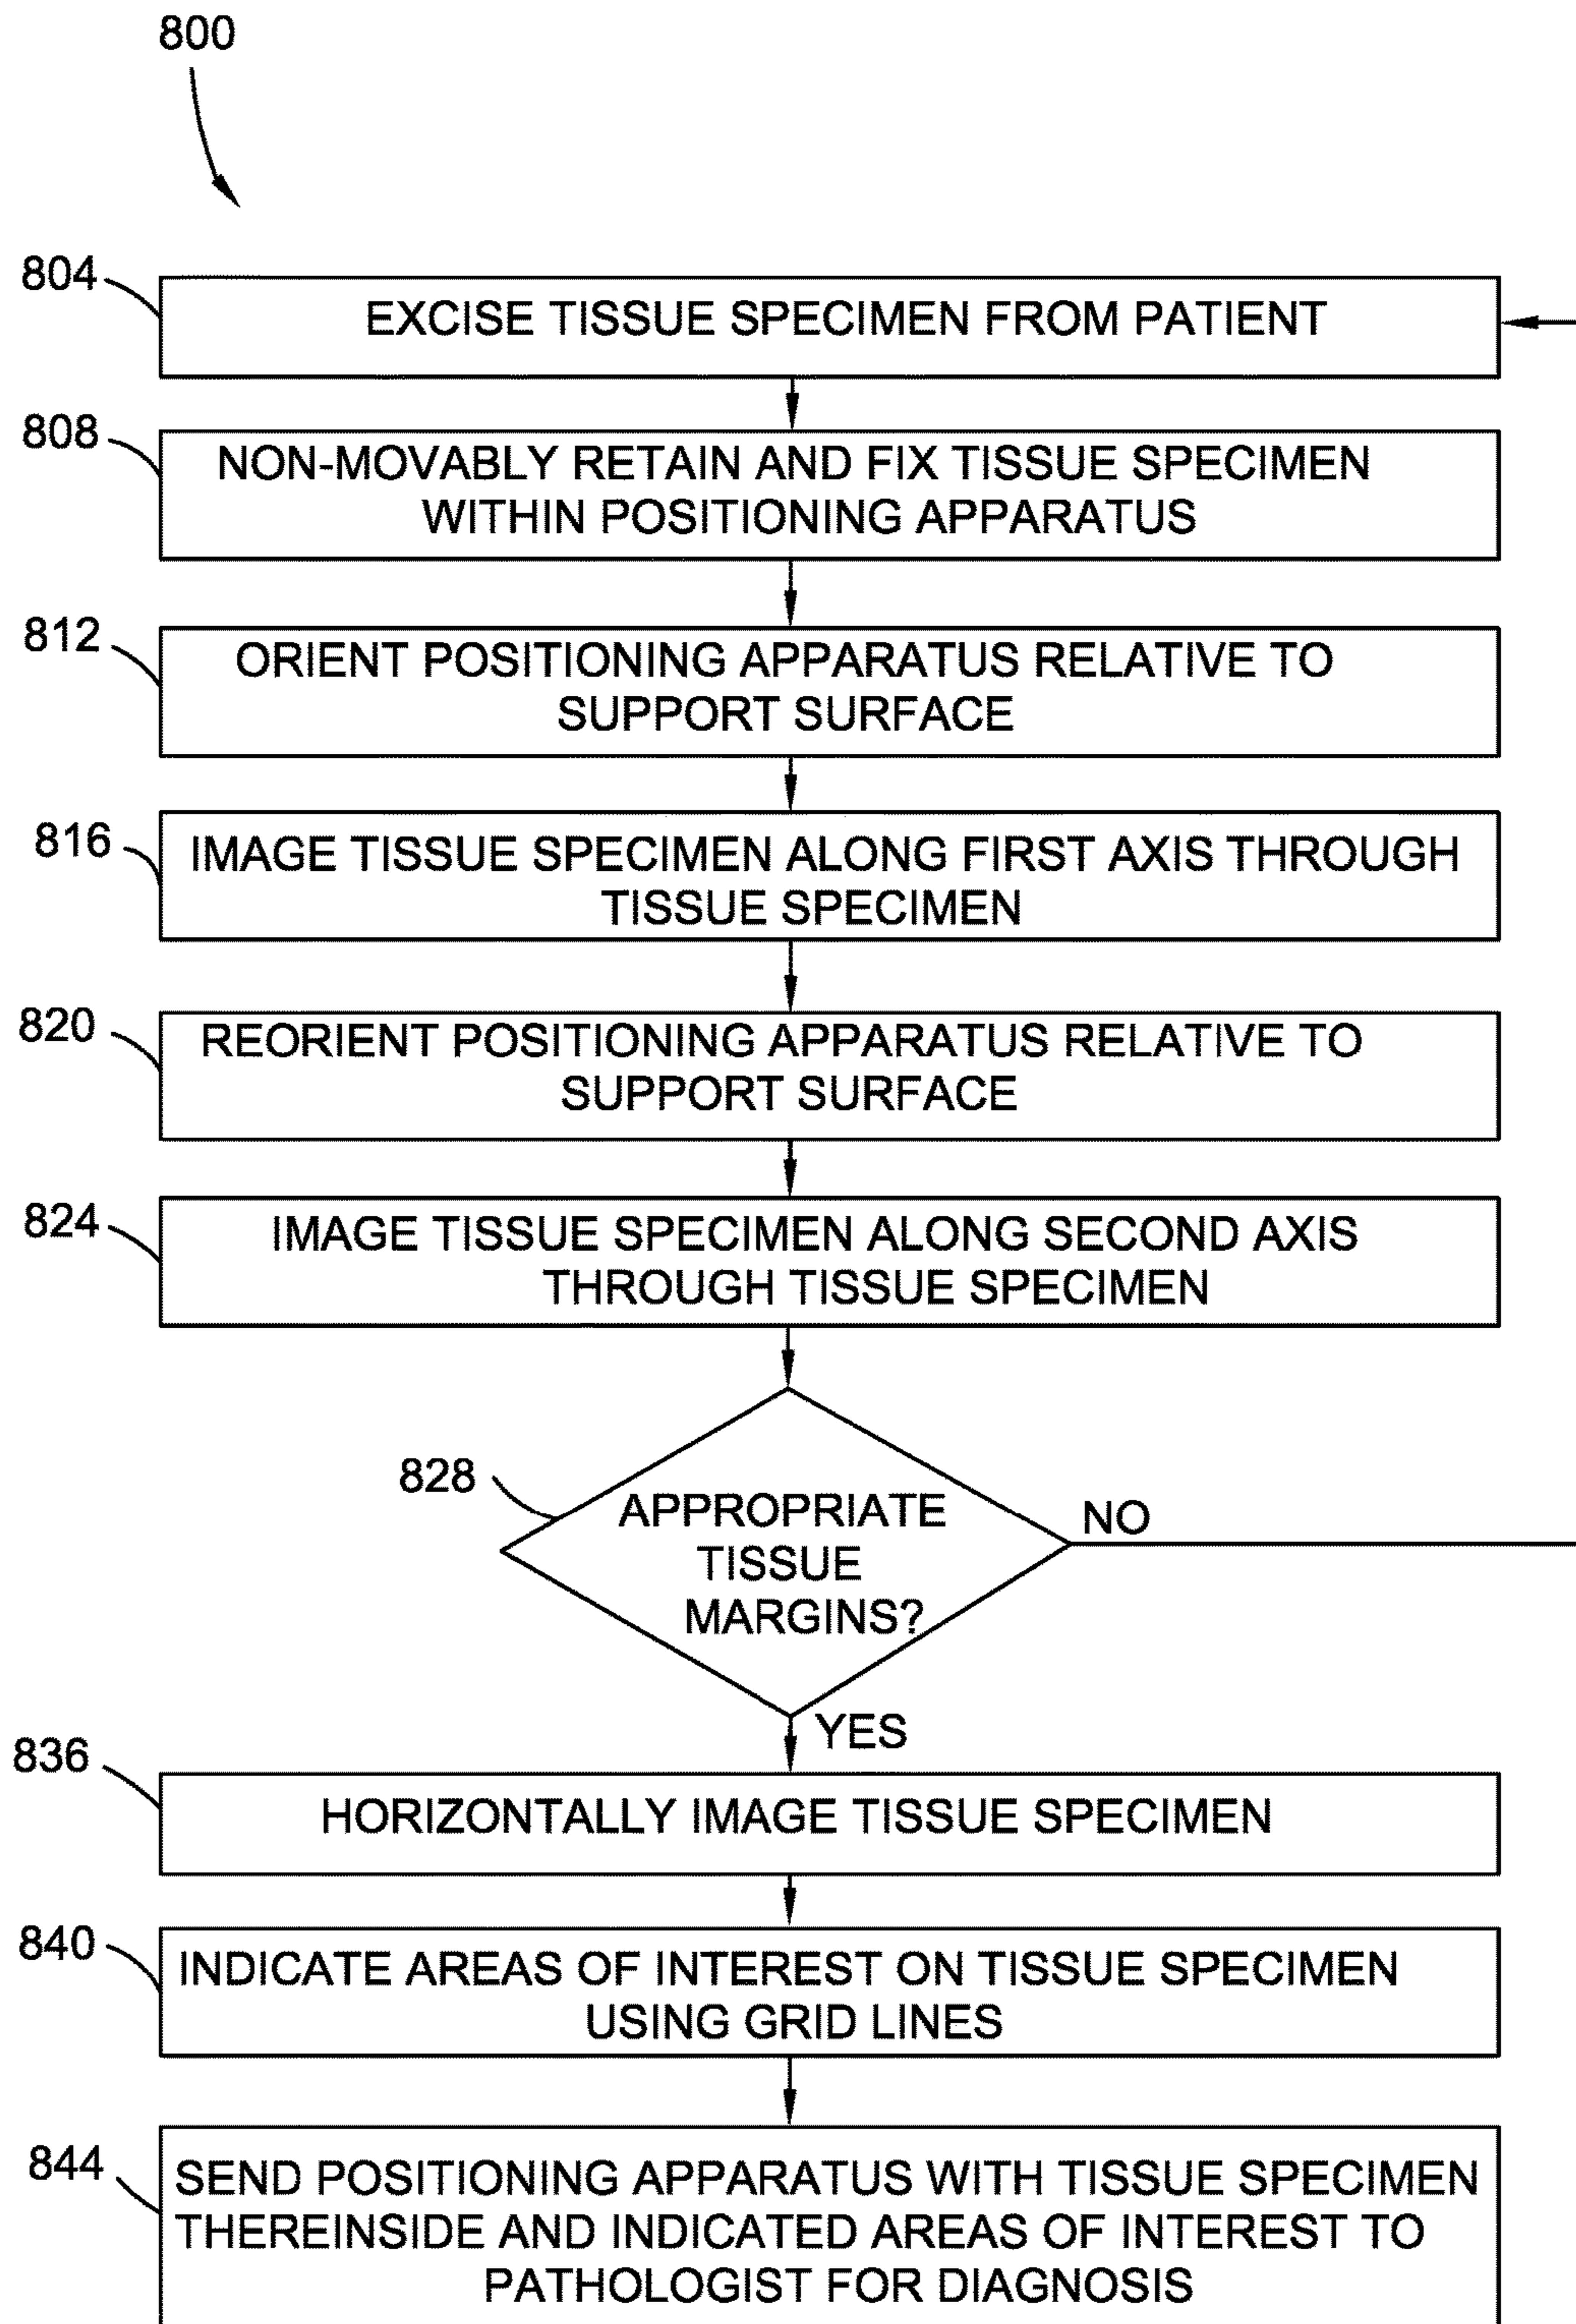 800
804
EXCISE TISSUE SPECIMEN FROM PATIENT
808
NON-MOVABLY RETAIN AND FIX TISSUE SPECIMEN
WITHIN POSITIONING APPARATUS
812
ORIENT POSITIONING APPARATUS RELATIVE TO
SUPPORT SURFACE
816
IMAGE TISSUE SPECIMEN ALONG FIRST AXIS THROUGH
TISSUE SPECIMEN
820
REORIENT POSITIONING APPARATUS RELATIVE TO
SUPPORT SURFACE
824
IMAGE TISSUE SPECIMEN ALONG SECOND AXIS
THROUGH TISSUE SPECIMEN
828
APPROPRIATE
TISSUE
MARGINS?
NO
YES
836
HORIZONTALLY IMAGE TISSUE SPECIMEN
840
INDICATE AREAS OF INTEREST ON TISSUE SPECIMEN
USING GRID LINES
844
SEND POSITIONING APPARATUS WITH TISSUE SPECIMEN
THEREINSIDE AND INDICATED AREAS OF INTEREST TO
PATHOLOGIST FOR DIAGNOSIS